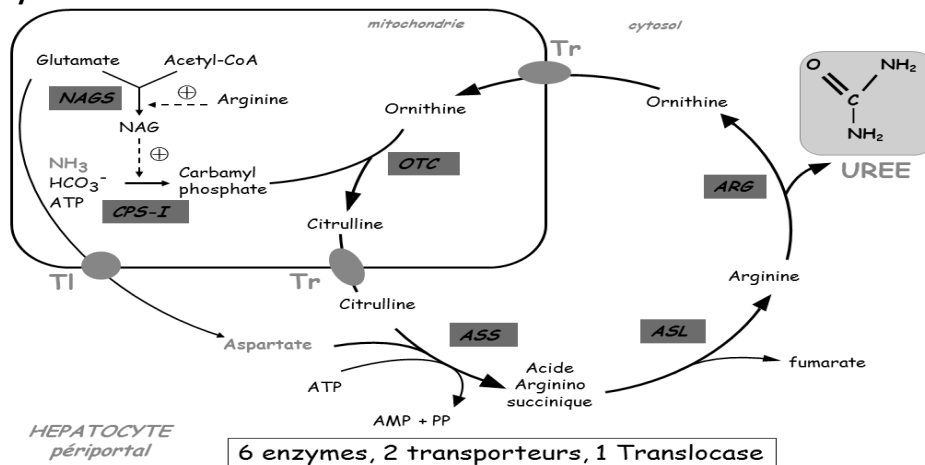 mitochondrie
cytosol
Glutamate
Acetyl-CoA
Tr
NAGS
Arginine
NAG
Ornithine
Ornithine
O
NH₂
C
NH₂
UREE
NH₃
HCO₃⁻
ATP
Carbamyl
phosphate
OTC
ARG
CPS-I
Citrulline
Tl
Tr
Citrulline
Arginine
Aspartate
ASS
ASL
ATP
Acide
Arginino
succinique
fumarate
AMP + PP
HEPATOCYTE
périportal
6 enzymes, 2 transporteurs, 1 Translocase